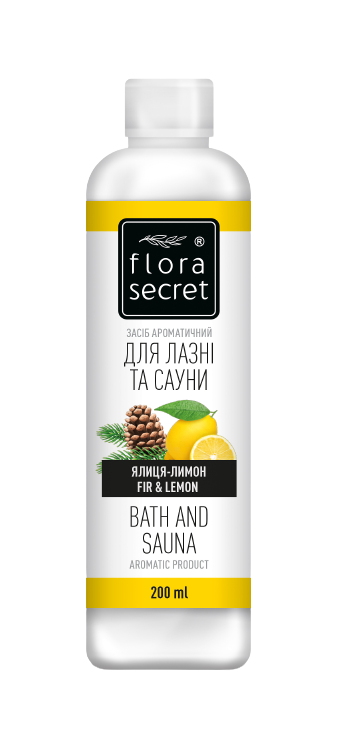 ®
flora
secret
ЗАСІБ АРОМАТИЧНИЙ
ДЛЯ ЛАЗНІ
ТА САУНИ
ЯЛИЦЯ-ЛИМОН
FIR & LEMON
BATH AND
SAUNA
AROMATIC PRODUCT
200 ml